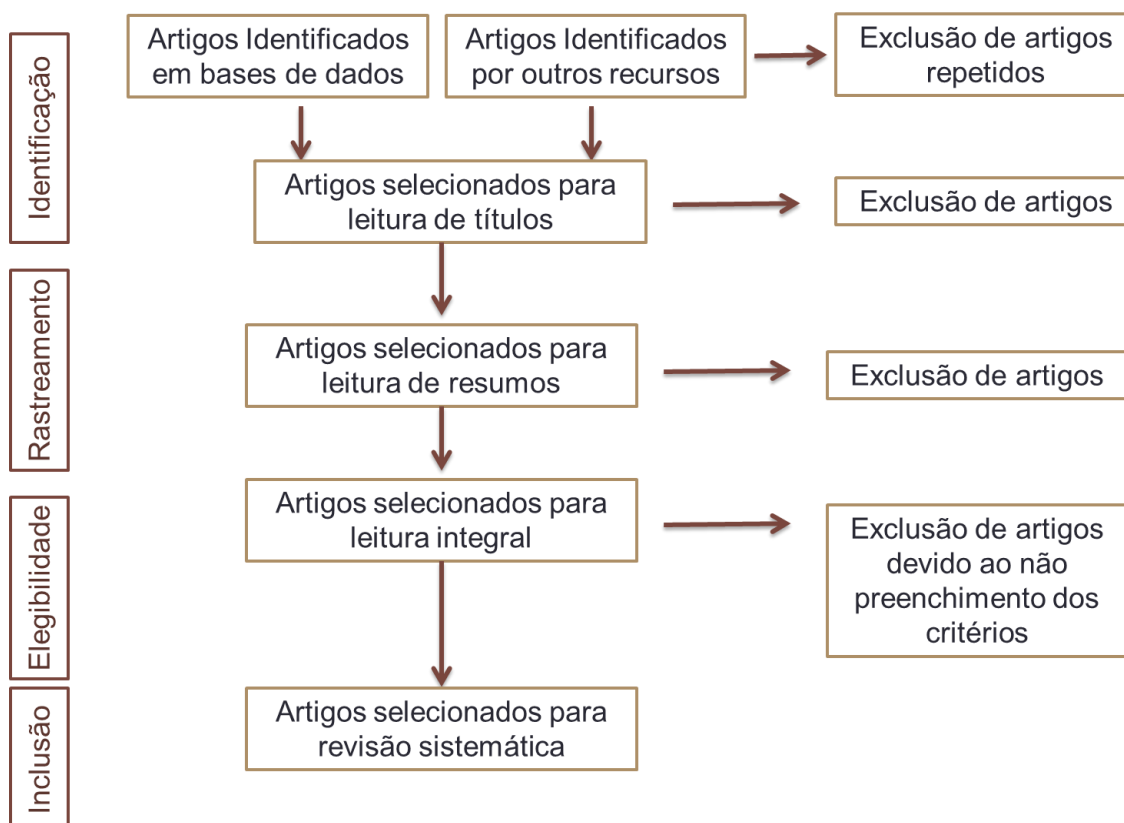 Identificação
Artigos Identificados
em bases de dados
Artigos Identificados
por outros recursos
Exclusão de artigos
repetidos
Artigos selecionados para
leitura de títulos
Exclusão de artigos
Rastreamento
Artigos selecionados para
leitura de resumos
Exclusão de artigos
Elegibilidade
Artigos selecionados para
leitura integral
Exclusão de artigos
devido ao não
preenchimento dos
critérios
Inclusão
Artigos selecionados para
revisão sistemática